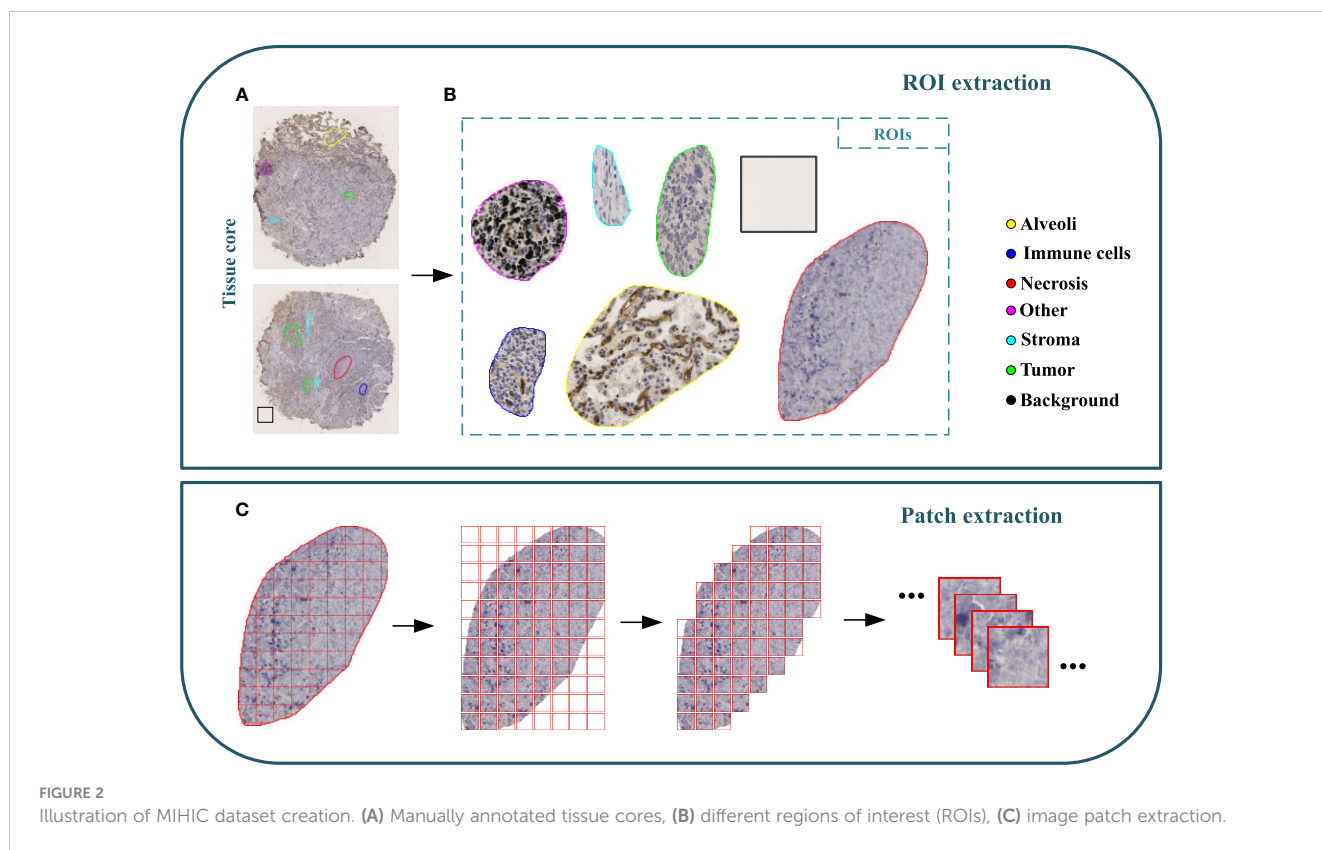 ROI extraction
A
B
Tissue core
ROIs
Alveoli
Immune cells
Necrosis
Other
Stroma
Tumor
Background
C
Patch extraction
•••
•••
FIGURE 2
Illustration of MIHIC dataset creation. (A) Manually annotated tissue cores, (B) different regions of interest (ROIs), (C) image patch extraction.